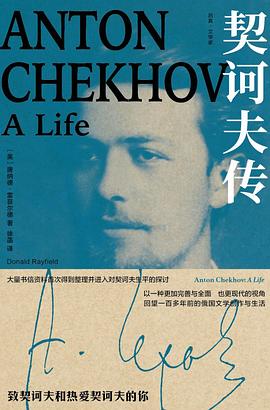 ANTON
CHEKHOV
A Life
契诃夫传
[英] 唐纳德·雷菲尔德 著
徐菡 译
Donald Rayfield
大量书信资料首次得到整理并进入对契诃夫生平的探讨
Anton Chekhov: A Life
以一种更加完善与全面 也更现代的视角
回望一百多年前的俄国文学创作与生活
致契诃夫和热爱契诃夫的你